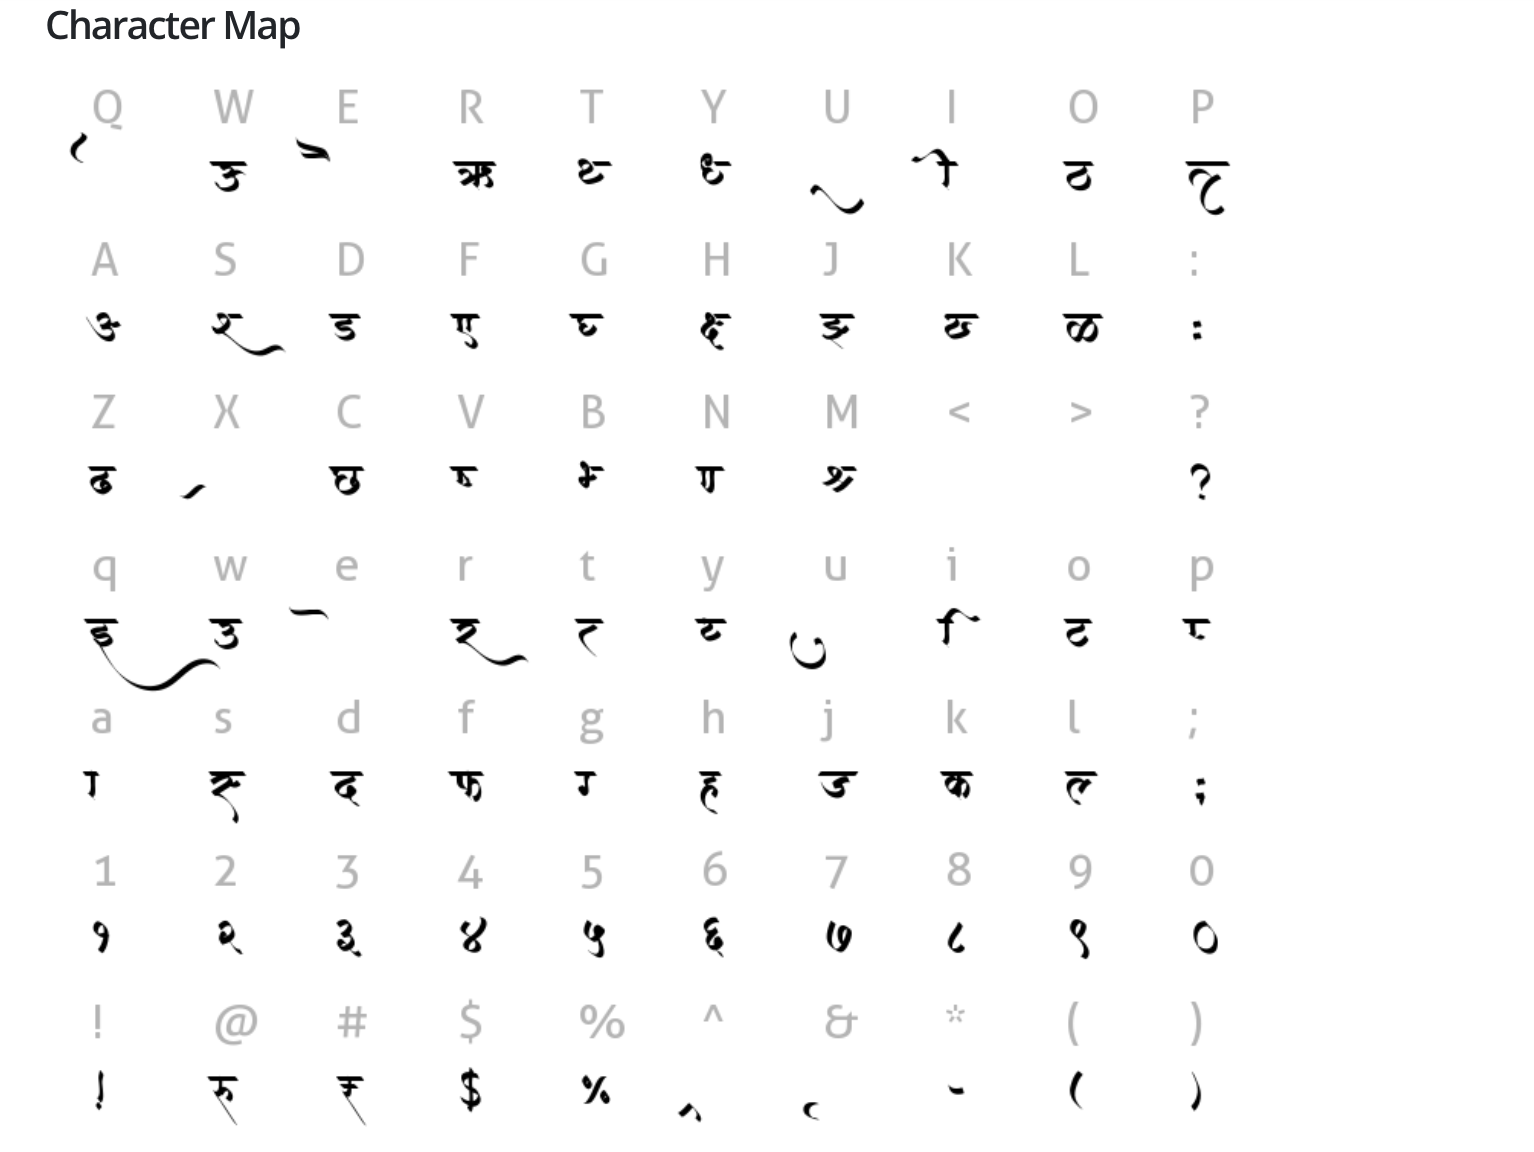 Character Map
Q W E R T Y U I O P
र् ऊ ै ऋ थ ध ू ी ठ त्र
A S D F G H J K L :
अ श ड ए घ क्ष झ ख ळ :
Z X C V B N M < > ?
ढ ्र छ भ ण श्र ?
q w e r t y u i o p
इ उ े त य ु ि ट प
a s d f g h j k l ;
ा स द फ ग ह ज क ल ;
1 2 3 4 5 6 7 8 9 0
१ २ ३ ४ ५ ६ ७ ८ ९ ०
! @ # $ % ^ & * ( )
! रु ₹ $ % ् ृ - ( )